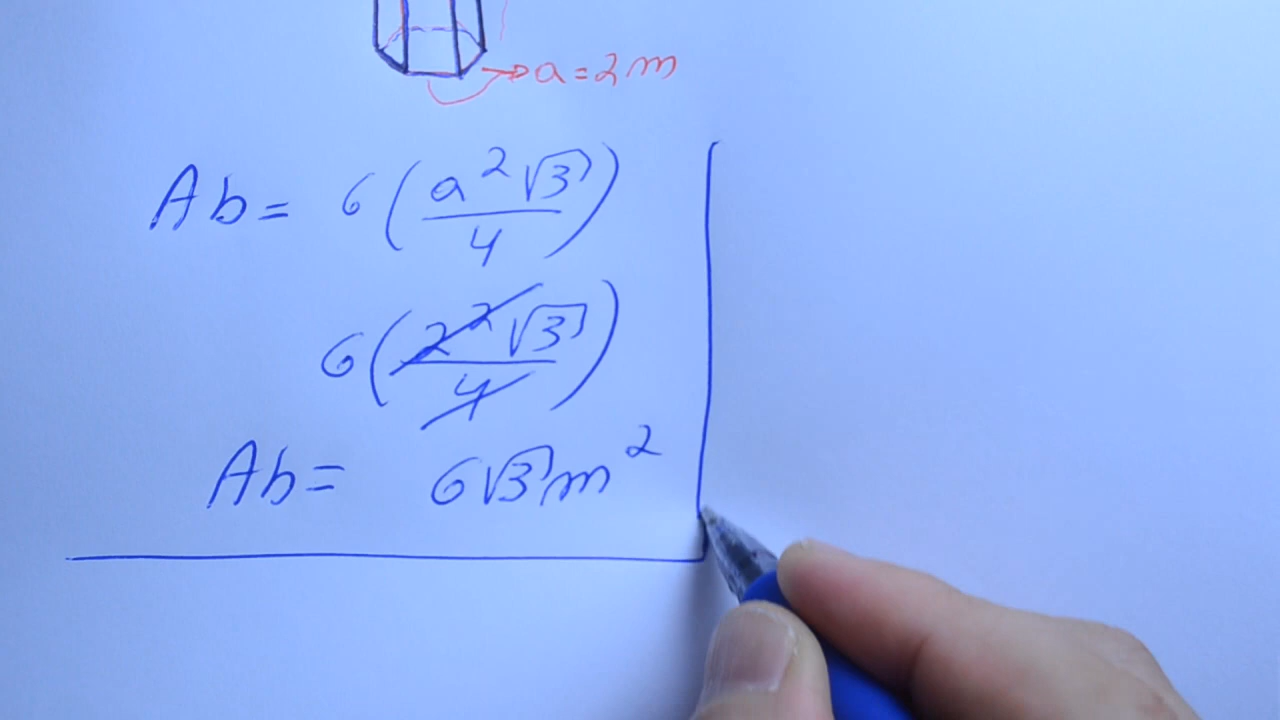 a = 2m
Ab = 6(a²√3/4)
6(2²√3/4)
Ab = 6√3 m²